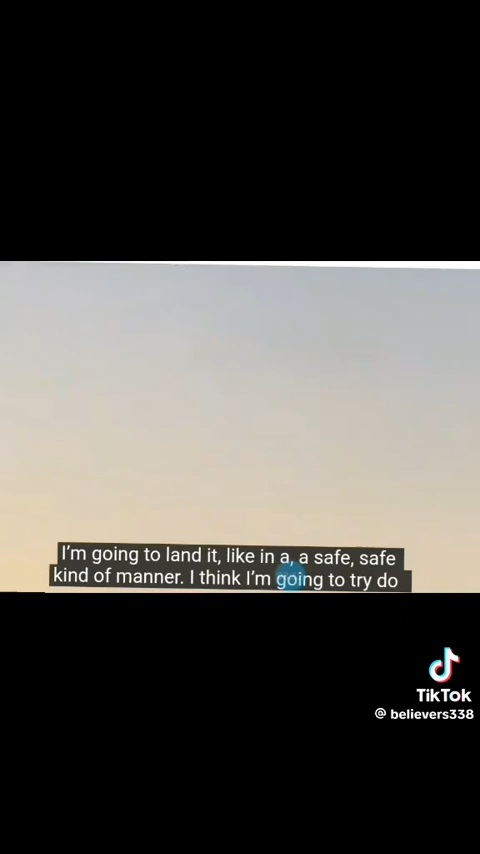 I'm going to land it, like in a, a safe, safe
kind of manner. I think I'm going to try do
TikTok
@ believers338